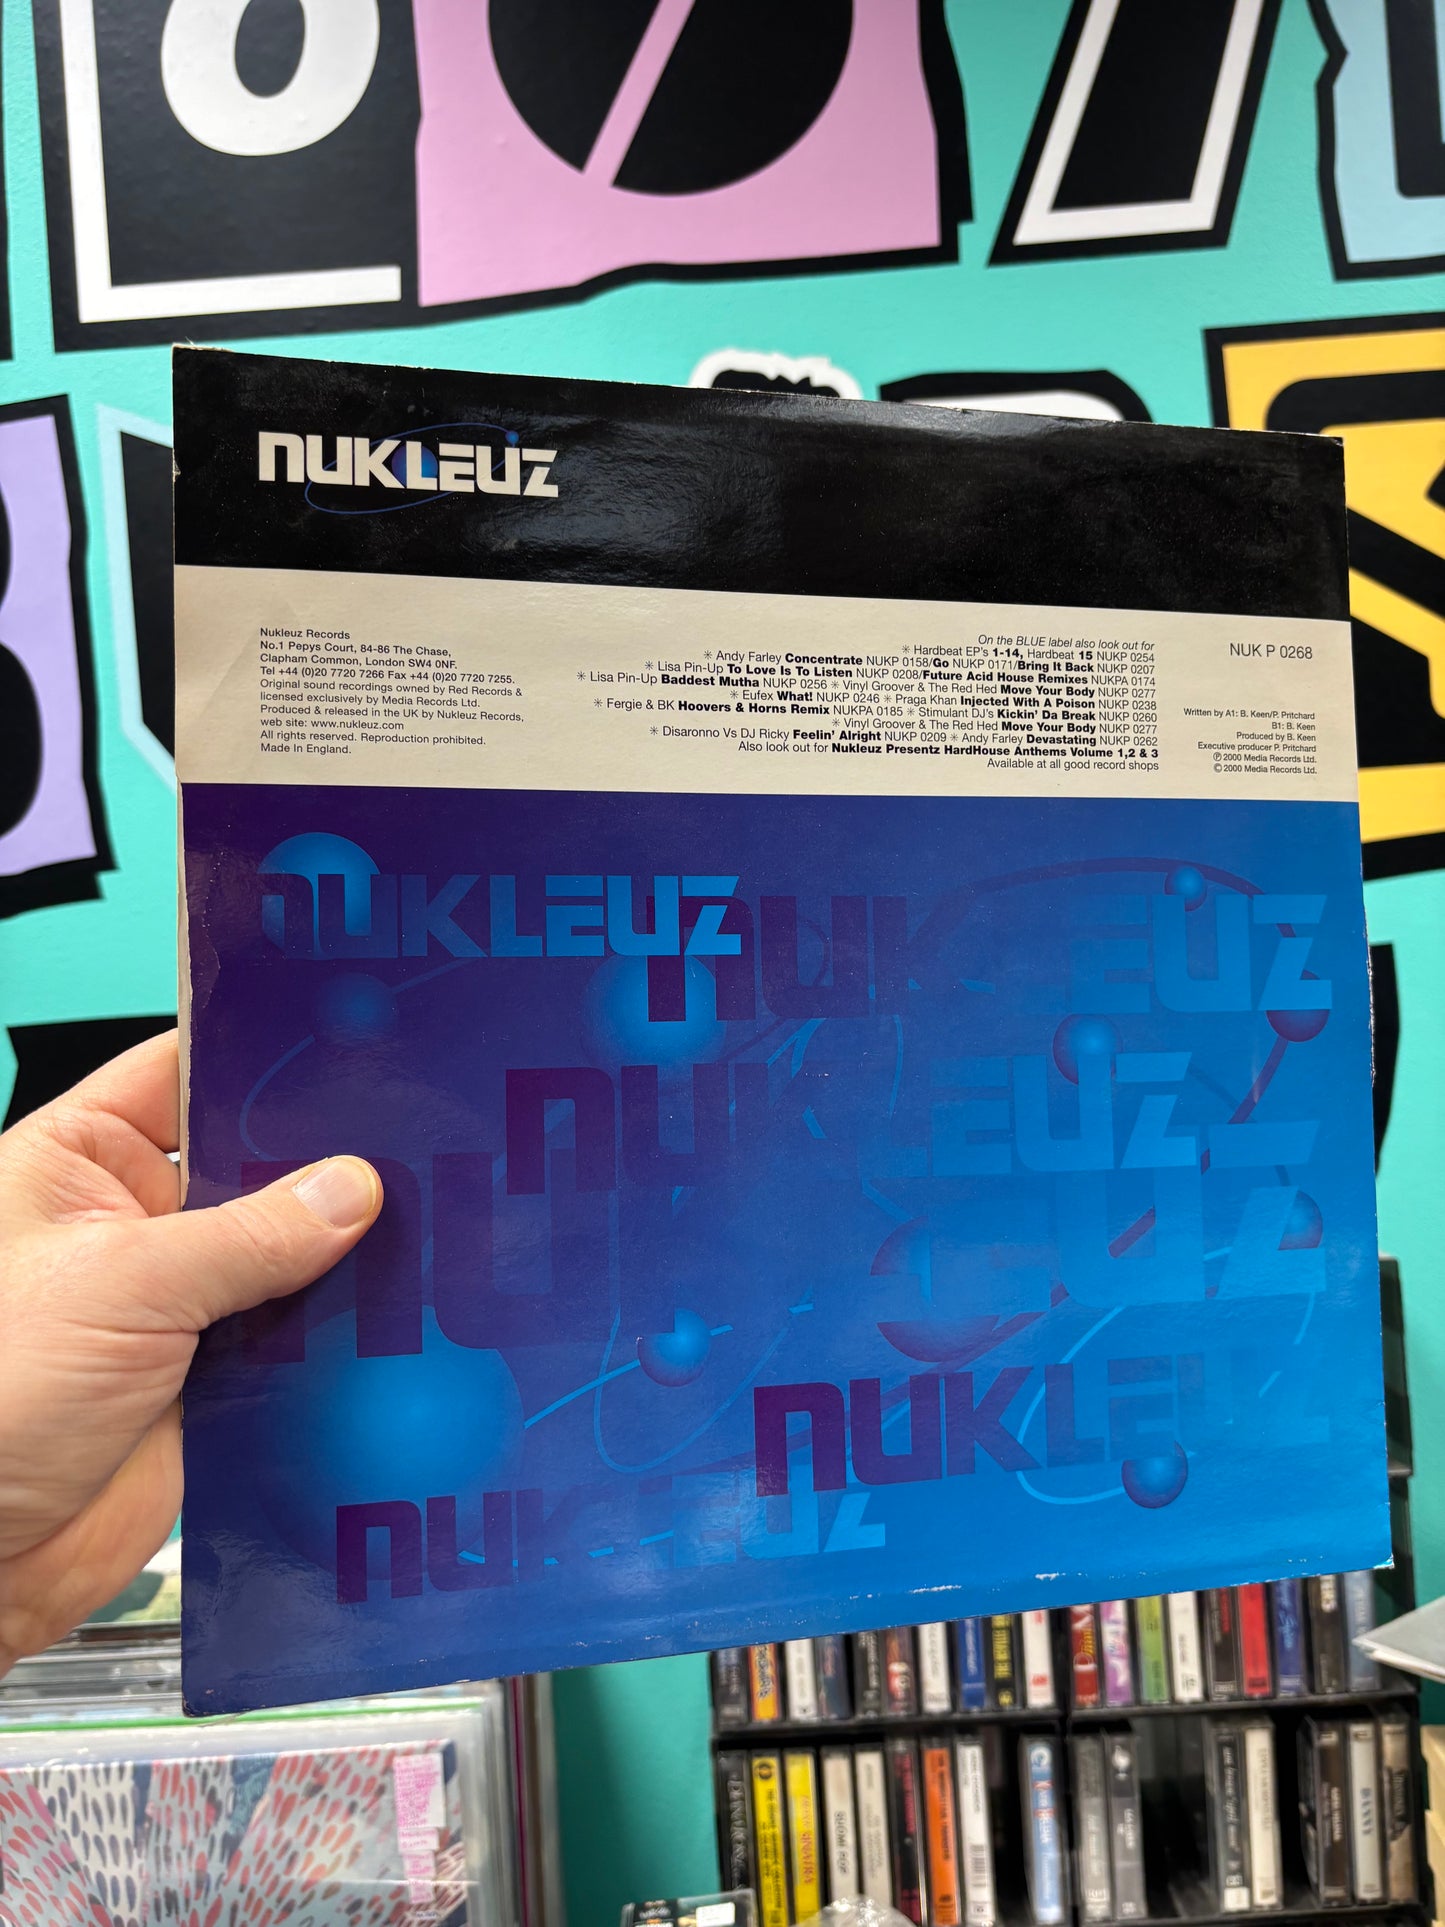 NUKLEUZ
Nukleuz Records
No.1 Pepys Court, 84-86 The Chase,
Clapham Common, London SW4 0NF.
Tel +44 (0)20 7720 7266 Fax +44 (0)20 7720 7255.
Original sound recordings owned by Red Records &
licensed exclusively by Media Records Ltd.
Produced & released in the UK by Nukleuz Records,
web site: www.nukleuz.com
All rights reserved. Reproduction prohibited.
Made In England.
On the BLUE label also look out for
✳ Hardbeat EP's 1-14, Hardbeat 15 NUKP 0254
✳ Andy Farley Concentrate NUKP 0158/Go NUKP 0171/Bring It Back NUKP 0207
✳ Lisa Pin-Up To Love Is To Listen NUKP 0208/Future Acid House Remixes NUKPA 0174
✳ Lisa Pin-Up Baddest Mutha NUKP 0256 ✳ Vinyl Groover & The Red Hed Move Your Body NUKP 0277
✳ Eufex What! NUKP 0246 ✳ Praga Khan Injected With A Poison NUKP 0238
✳ Fergie & BK Hoovers & Horns Remix NUKPA 0185 ✳ Stimulant DJ's Kickin' Da Break NUKP 0260
✳ Vinyl Groover & The Red Hed Move Your Body NUKP 0277
✳ Disaronno Vs DJ Ricky Feelin' Alright NUKP 0209 ✳ Andy Farley Devastating NUKP 0262
Also look out for Nukleuz Presentz HardHouse Anthems Volume 1,2 & 3
Available at all good record shops
NUK P 0268
Written by A1: B. Keen/P. Pritchard
B1: B. Keen
Produced by B. Keen
Executive producer P. Pritchard
℗ 2000 Media Records Ltd.
© 2000 Media Records Ltd.
NUKLEUZ
NUKLEUZ
NUKLEUZ
NUKLEUZ
NUKLEUZ
NUKLEUZ